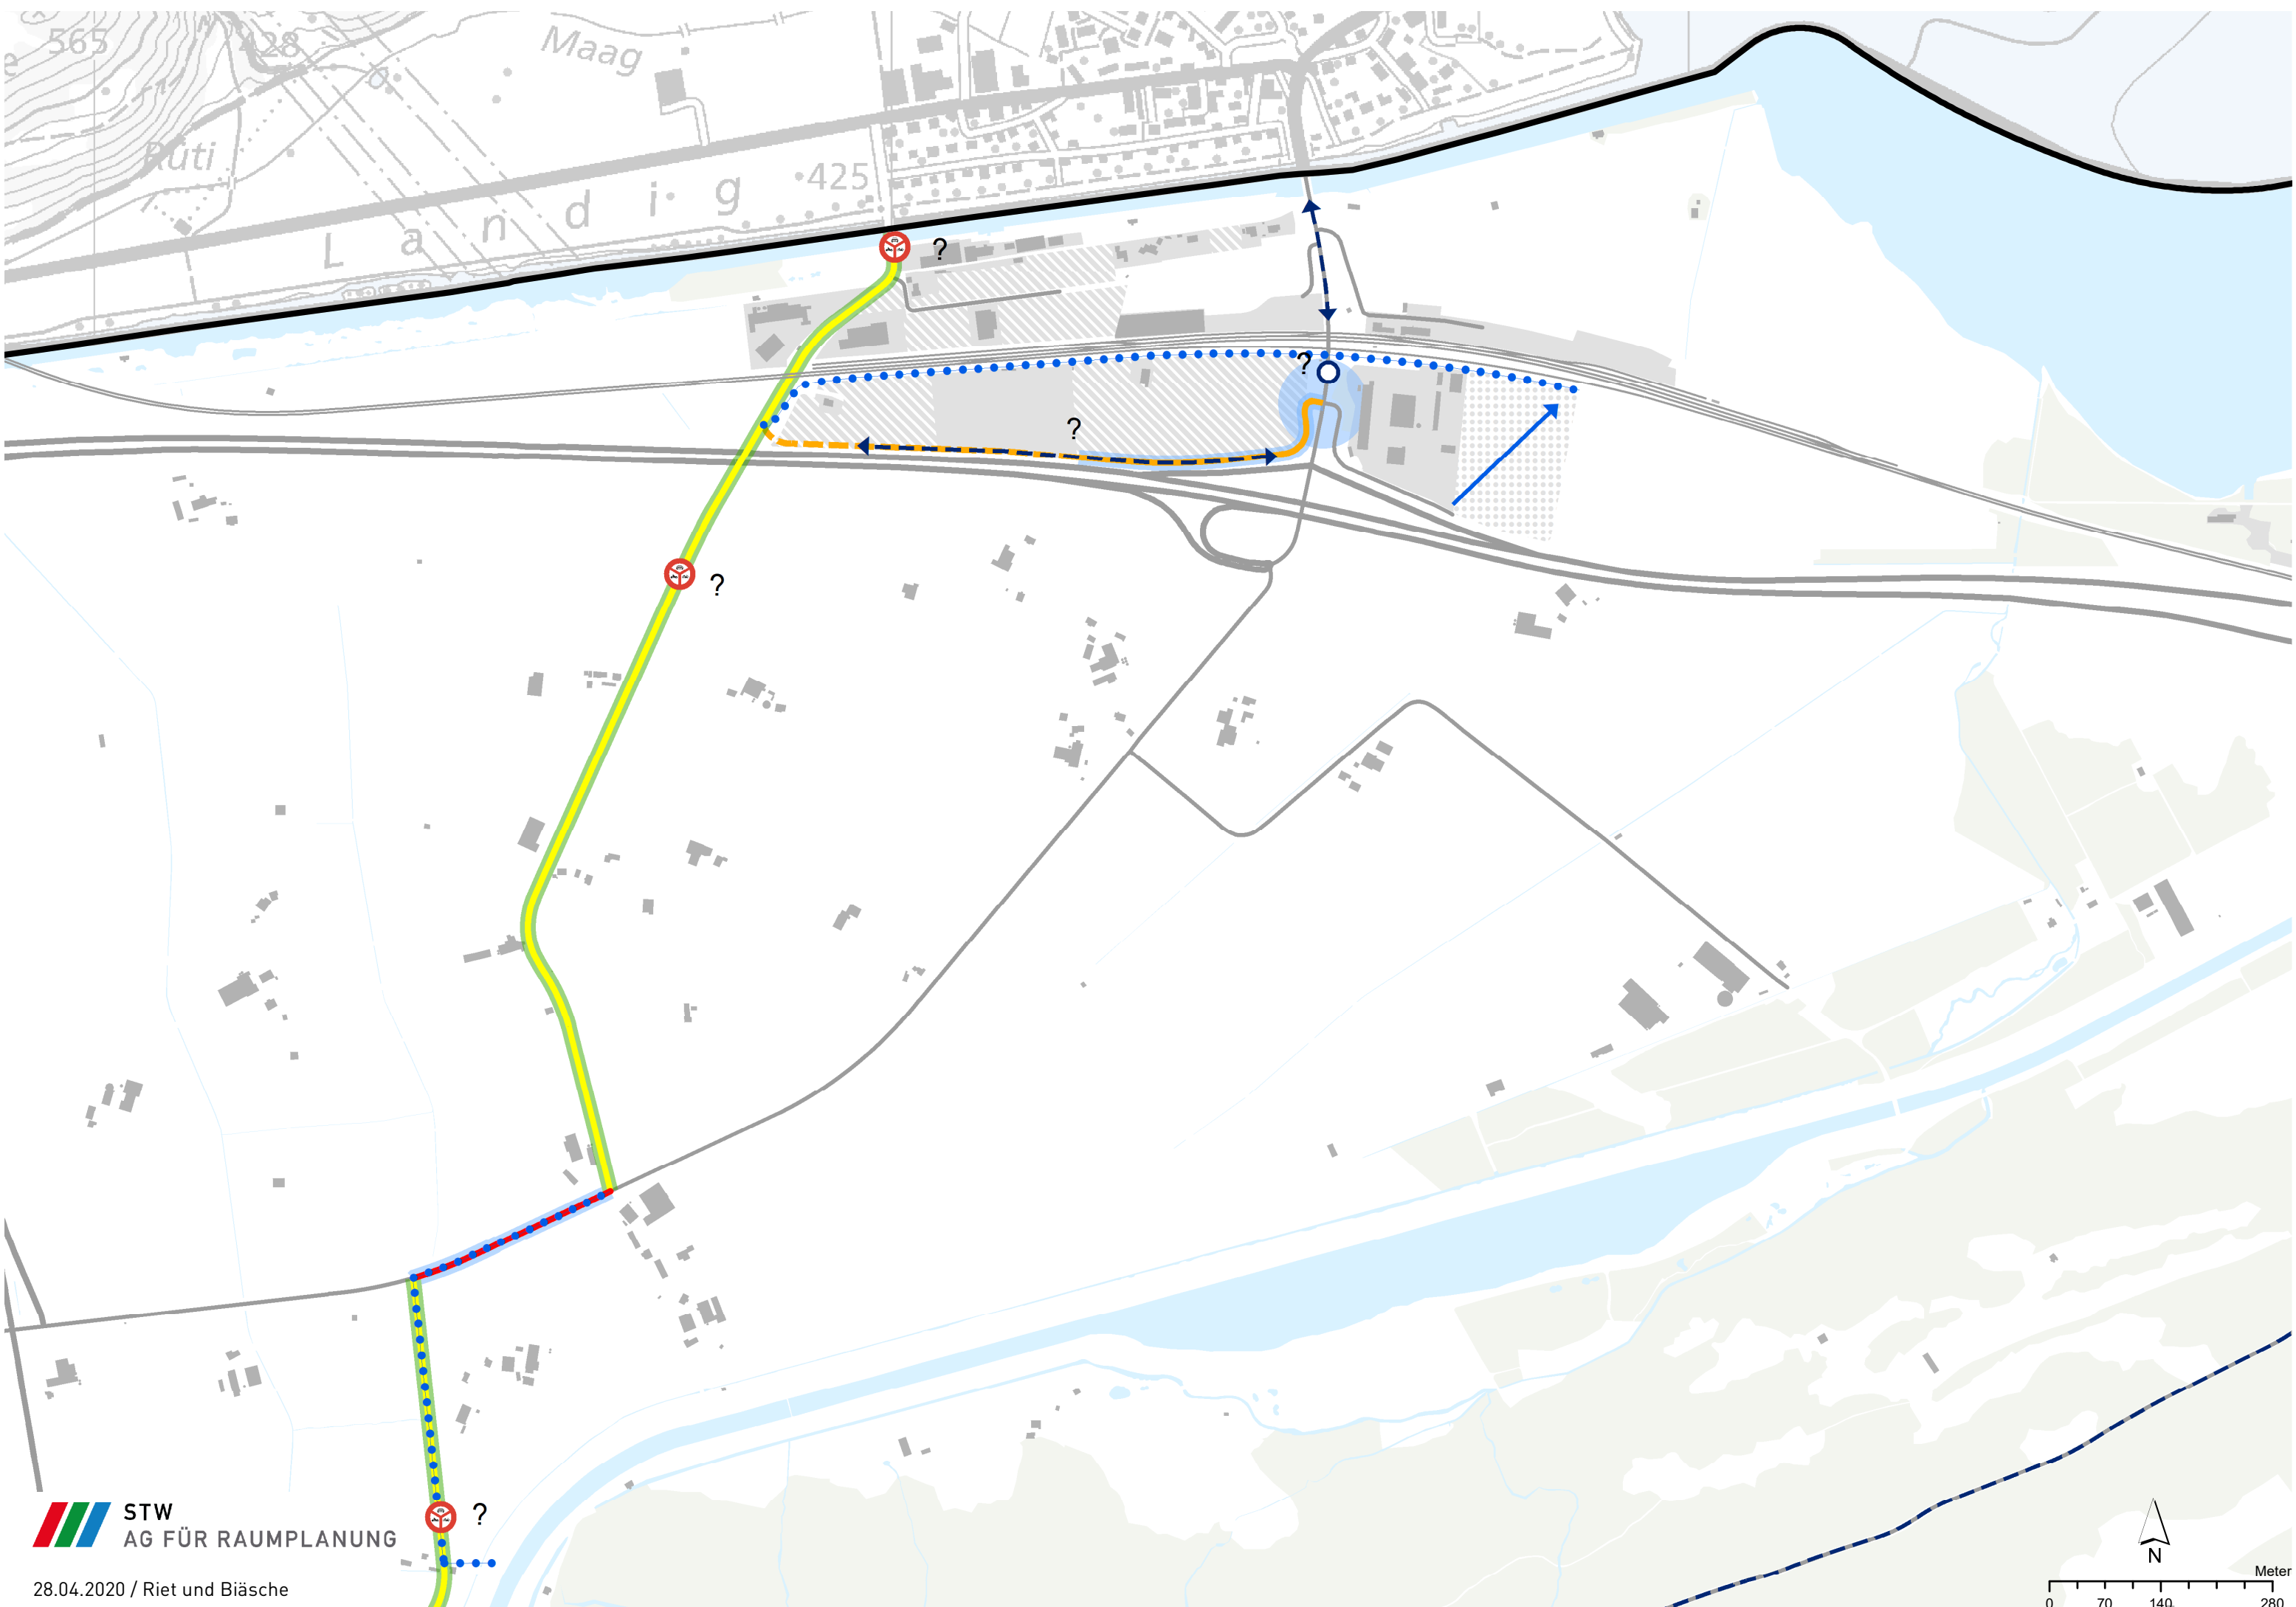 565
428
Maag
Rüti
425
L a n d i g
?
?
?
?
?
STW
AG FÜR RAUMPLANUNG
28.04.2020 / Riet und Biäsche
N
Meter
0 70 140 280